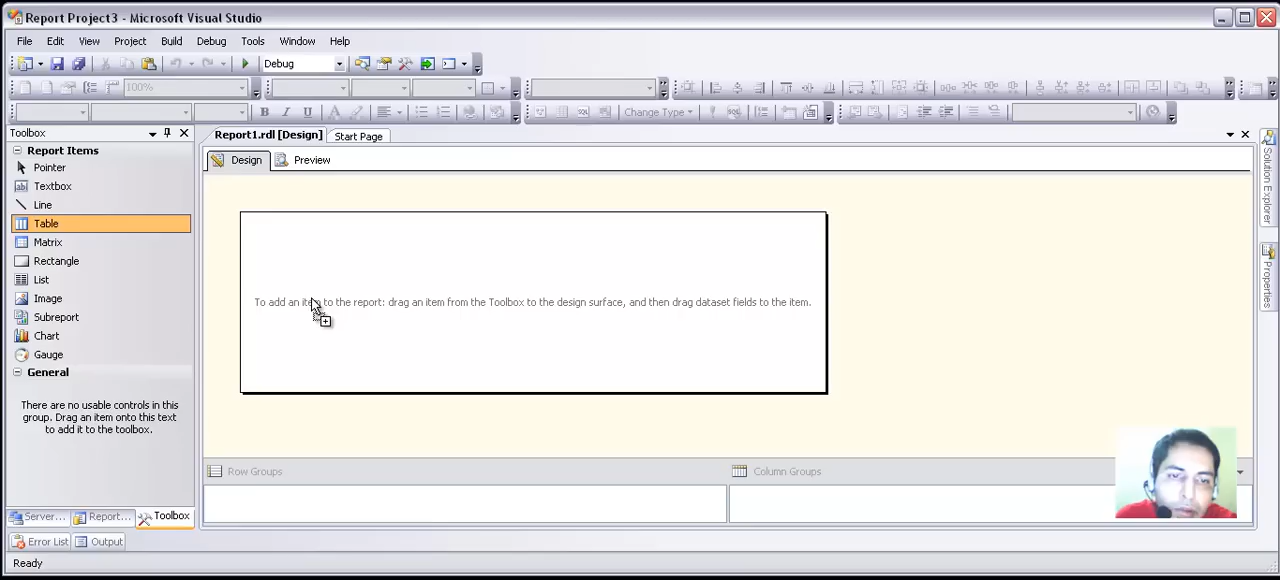 Report Project3 - Microsoft Visual Studio
File Edit View Project Build Debug Tools Window Help
Debug
100%
B I U Change Type
Toolbox
Report1.rdl [Design] Start Page
Design Preview
Report Items
Pointer
Textbox
Line
Table
Matrix
Rectangle
List
Image
Subreport
Chart
Gauge
General
There are no usable controls in this
group. Drag an item onto this text
to add it to the toolbox.
To add an item to the report: drag an item from the Toolbox to the design surface, and then drag dataset fields to the item.
Row Groups Column Groups
Solution Explorer
Properties
Server... Report... Toolbox
Error List Output
Ready